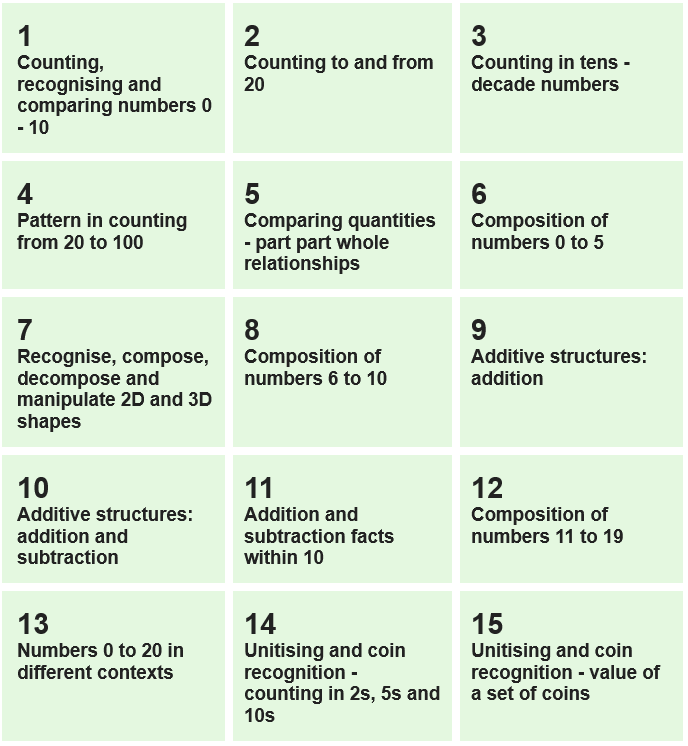 1
Counting,
recognising and
comparing numbers 0
- 10
2
Counting to and from
20
3
Counting in tens -
decade numbers
4
Pattern in counting
from 20 to 100
5
Comparing quantities
- part part whole
relationships
6
Composition of
numbers 0 to 5
7
Recognise, compose,
decompose and
manipulate 2D and 3D
shapes
8
Composition of
numbers 6 to 10
9
Additive structures:
addition
10
Additive structures:
addition and
subtraction
11
Addition and
subtraction facts
within 10
12
Composition of
numbers 11 to 19
13
Numbers 0 to 20 in
different contexts
14
Unitising and coin
recognition -
counting in 2s, 5s and
10s
15
Unitising and coin
recognition - value of
a set of coins